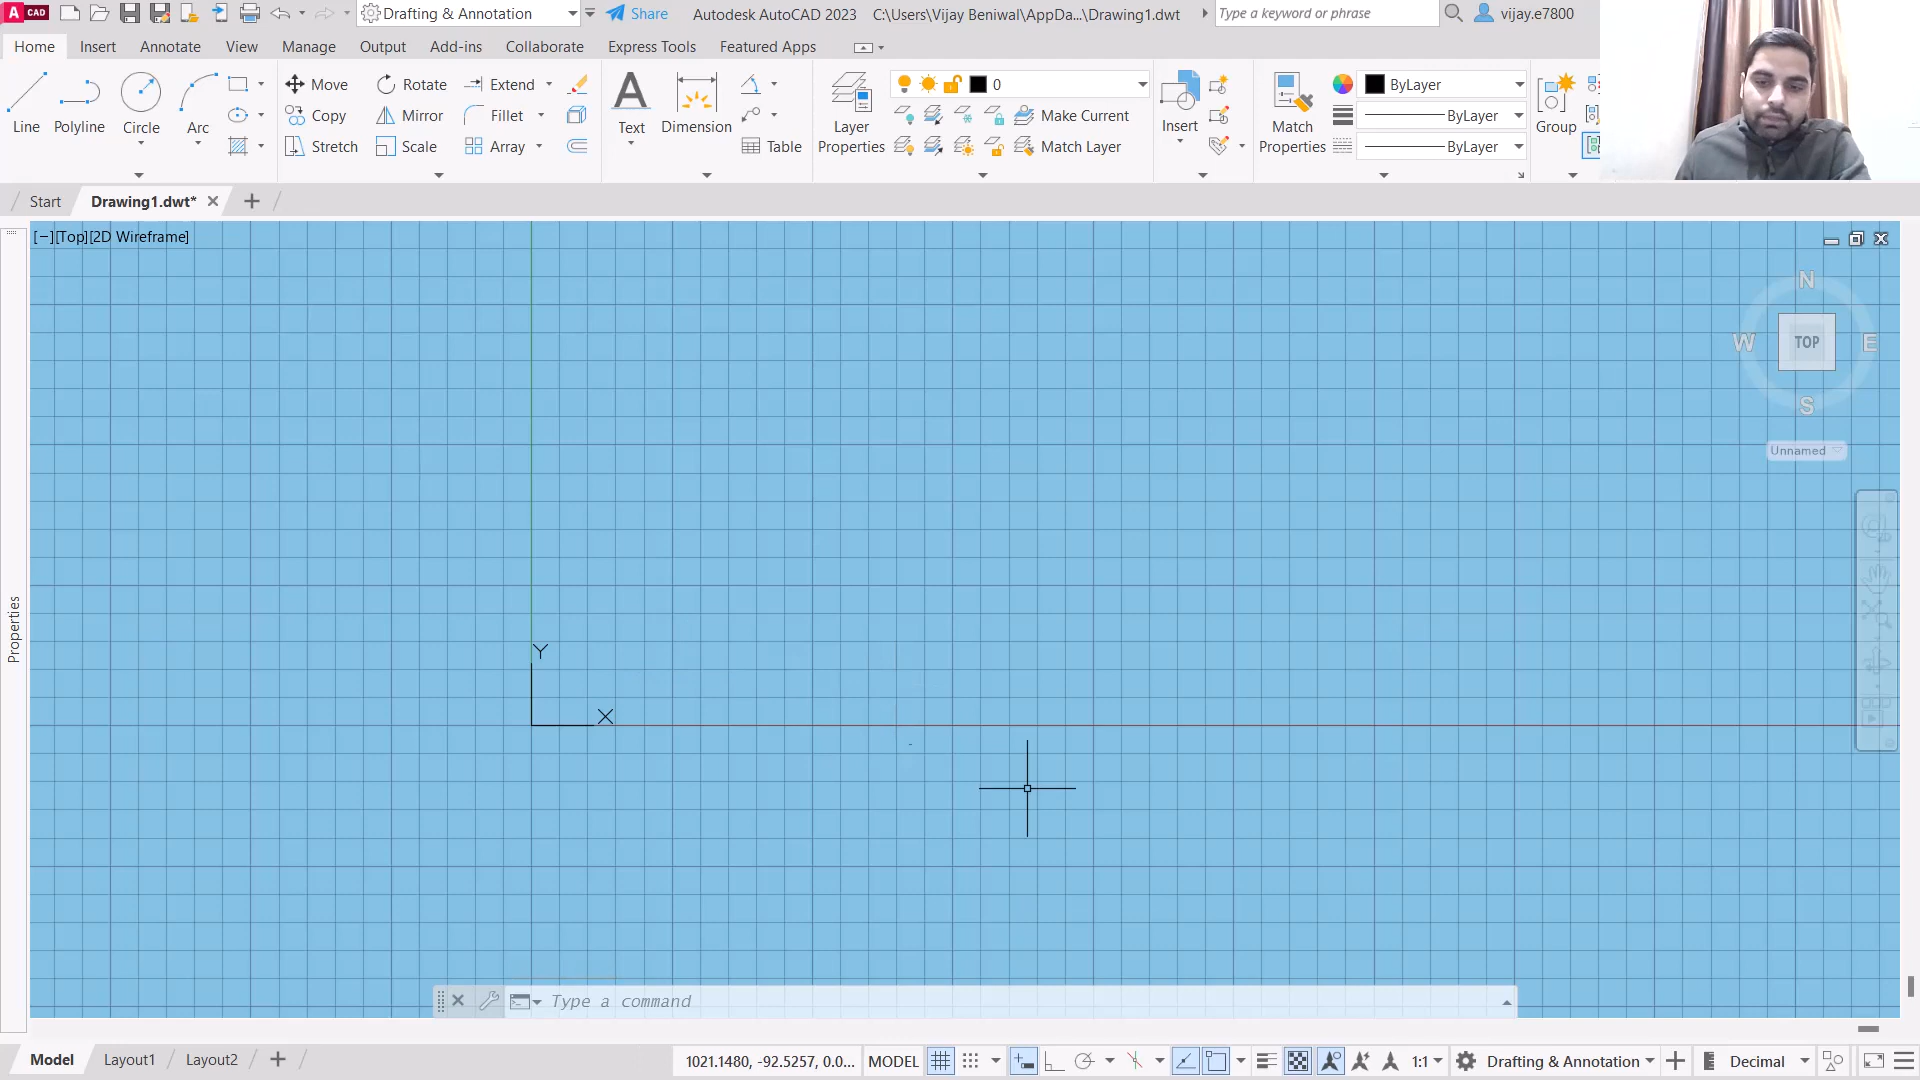 A CAD
Drafting & Annotation
Share
Autodesk AutoCAD 2023
C:\Users\Vijay Beniwal\AppDa...\Drawing1.dwt
Type a keyword or phrase
vijay.e7800
Home
Insert
Annotate
View
Manage
Output
Add-ins
Collaborate
Express Tools
Featured Apps
Line
Polyline
Circle
Arc
Move
Rotate
Extend
Copy
Mirror
Fillet
Stretch
Scale
Array
A
Text
Dimension
Table
Layer
Properties
0
Make Current
Match Layer
Insert
Match
Properties
ByLayer
ByLayer
ByLayer
Group
Start
Drawing1.dwt*
[−][Top][2D Wireframe]
N
W
TOP
E
S
Unnamed
Properties
Y
X
Type a command
Model
Layout1
Layout2
1021.1480, -92.5257, 0.0...
MODEL
1:1
Drafting & Annotation
Decimal